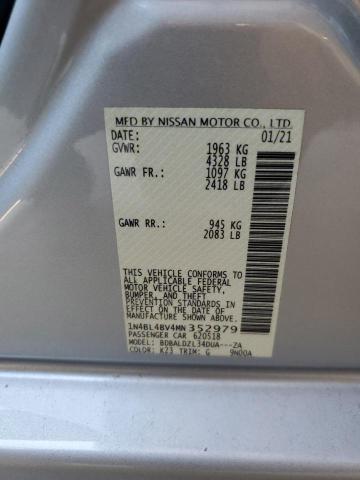 MFD BY NISSAN MOTOR CO., LTD.
DATE: 01/21
GVWR: 1963 KG
4328 LB
GAWR FR: 1097 KG
2418 LB
GAWR RR: 945 KG
2083 LB
THIS VEHICLE CONFORMS TO ALL
APPLICABLE FEDERAL
MOTOR VEHICLE SAFETY,
BUMPER, AND THEFT
PREVENTION STANDARDS IN
EFFECT ON THE DATE OF
MANUFACTURE SHOWN ABOVE.
1N4BL4BV4MN352979
PASSENGER CAR 620518
MODEL: BDBALDZL34DUA---ZA
COLOR: K23 TRIM: G 9N00A